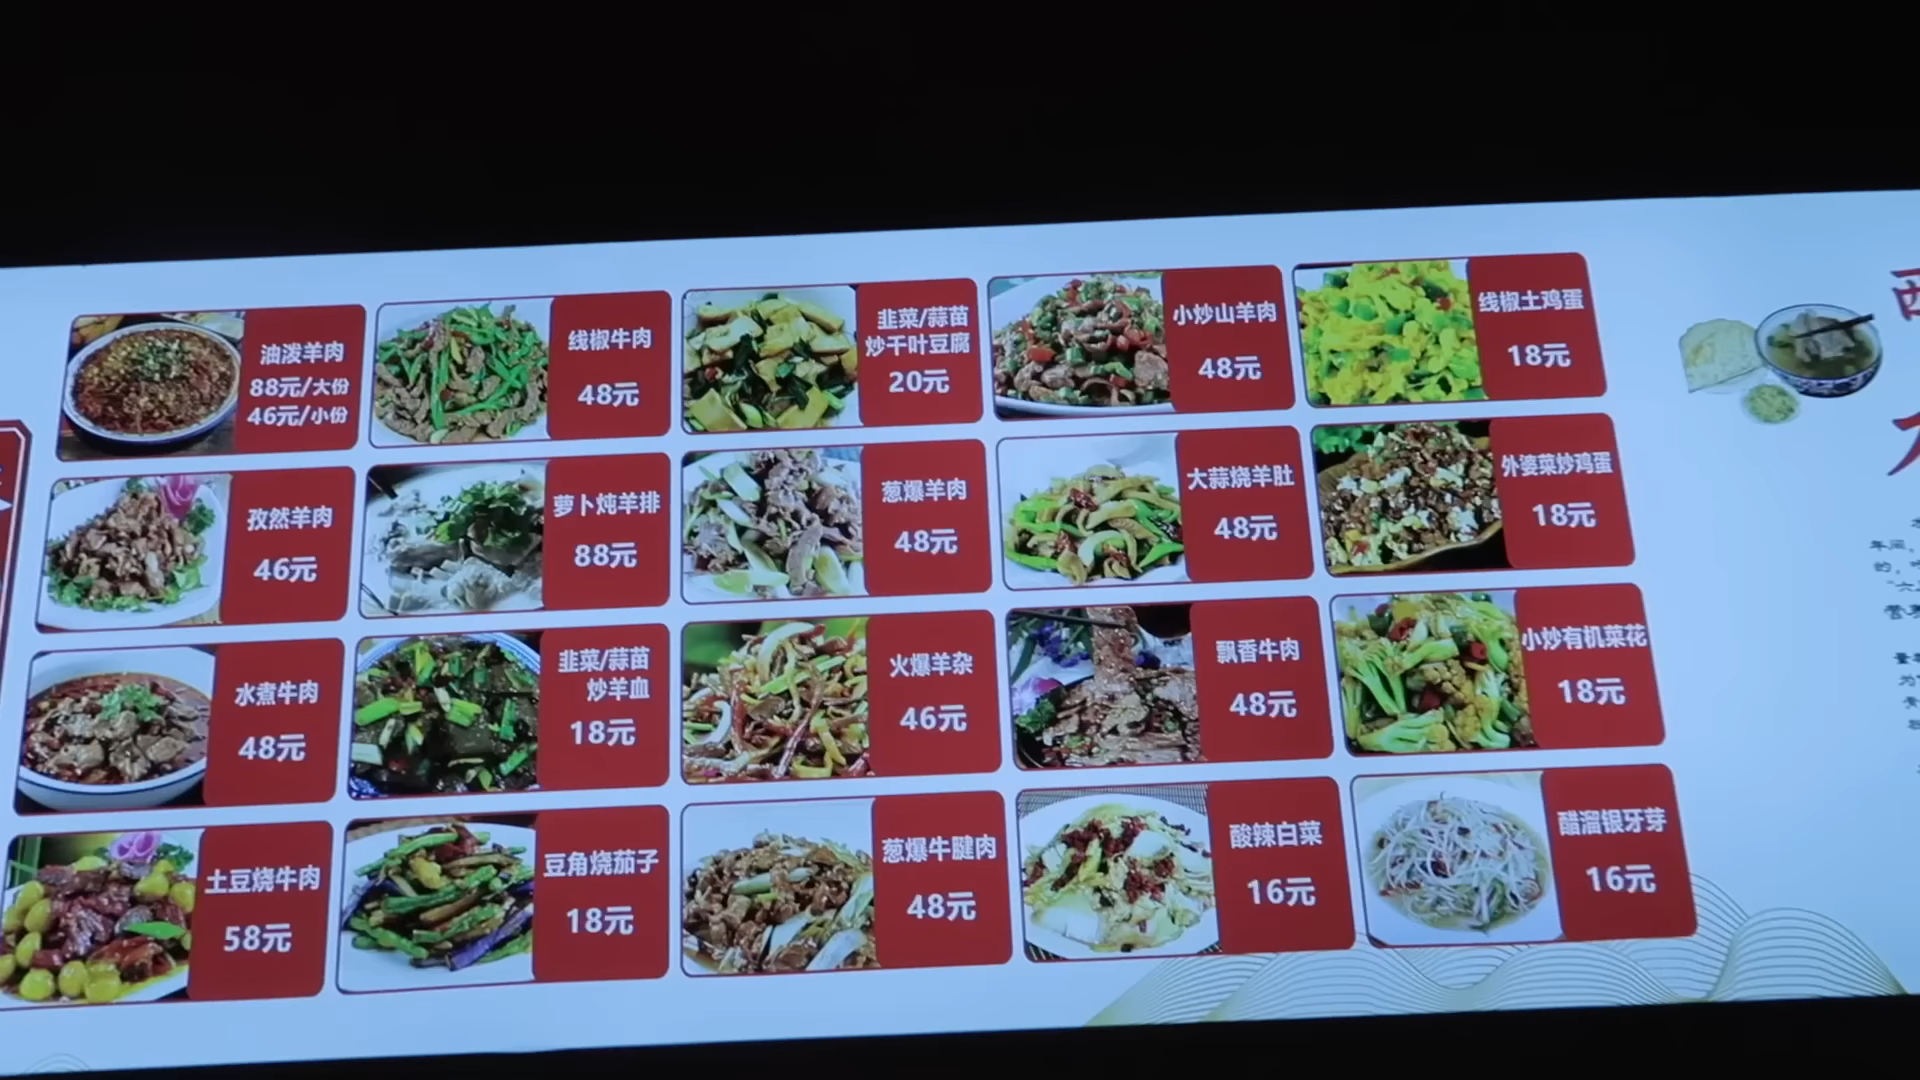 油泼羊肉
88元/大份
46元/小份
线椒牛肉
48元
韭菜/蒜苗
炒干叶豆腐
20元
小炒山羊肉
48元
线椒土鸡蛋
18元
孜然羊肉
46元
萝卜炖羊排
88元
葱爆羊肉
48元
大蒜烧羊肚
48元
外婆菜炒鸡蛋
18元
水煮牛肉
48元
韭菜/蒜苗
炒羊血
18元
火爆羊杂
46元
飘香牛肉
48元
小炒有机菜花
18元
土豆烧牛肉
58元
豆角烧茄子
18元
葱爆牛腱肉
48元
酸辣白菜
16元
醋溜银牙芽
16元
年间，
的，